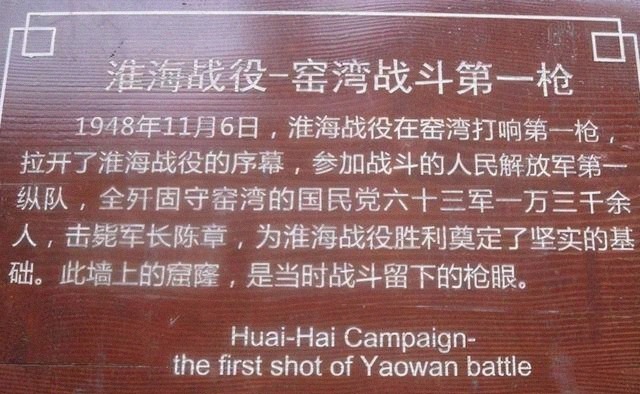 淮海战役-窑湾战斗第一枪
1948年11月6日，淮海战役在窑湾打响第一枪，
拉开了淮海战役的序幕，参加战斗的人民解放军第一
纵队，全歼固守窑湾的国民党六十三军一万三千余
人，击毙军长陈章，为淮海战役胜利奠定了坚实的基
础。此墙上的窟隆，是当时战斗留下的枪眼。
Huai-Hai Campaign-
the first shot of Yaowan battle